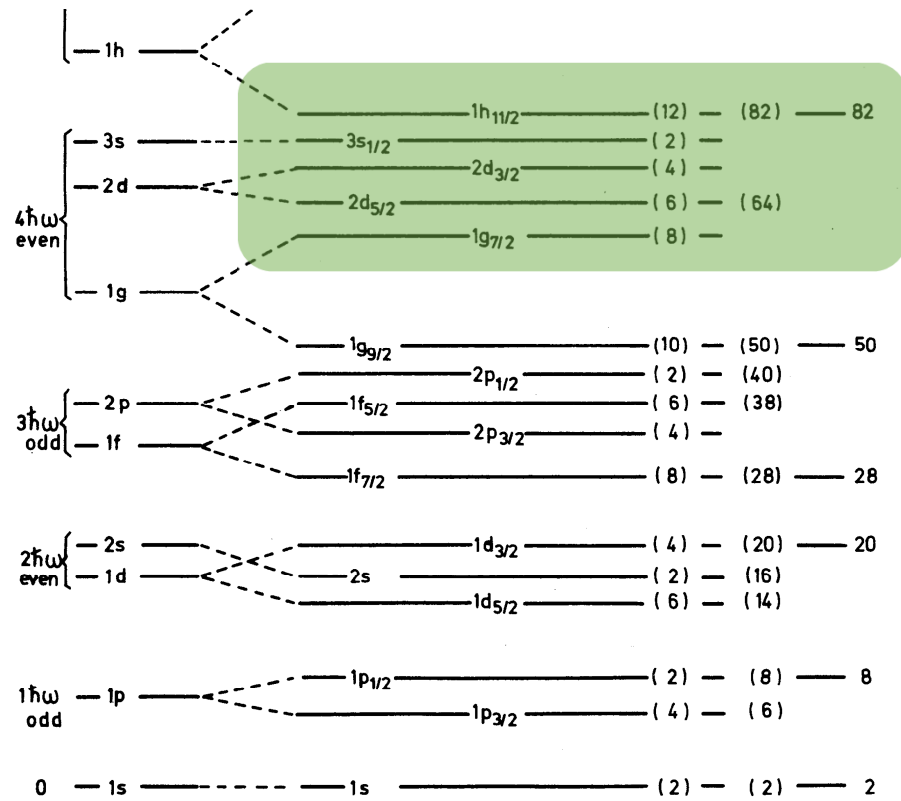 1h
1h11/2 (12) (82) 82
3s 3s1/2 (2)
2d3/2 (4)
2d
2d5/2 (6) (64)
4ħω
even
1g7/2 (8)
1g
1g9/2 (10) (50) 50
2p1/2 (2) (40)
2p 1f5/2 (6) (38)
3ħω
odd
2p3/2 (4)
1f
1f7/2 (8) (28) 28
2s 1d3/2 (4) (20) 20
2ħω
even
1d 2s (2) (16)
1d5/2 (6) (14)
1p1/2 (2) (8) 8
1ħω
odd
1p
1p3/2 (4) (6)
0 1s 1s (2) (2) 2